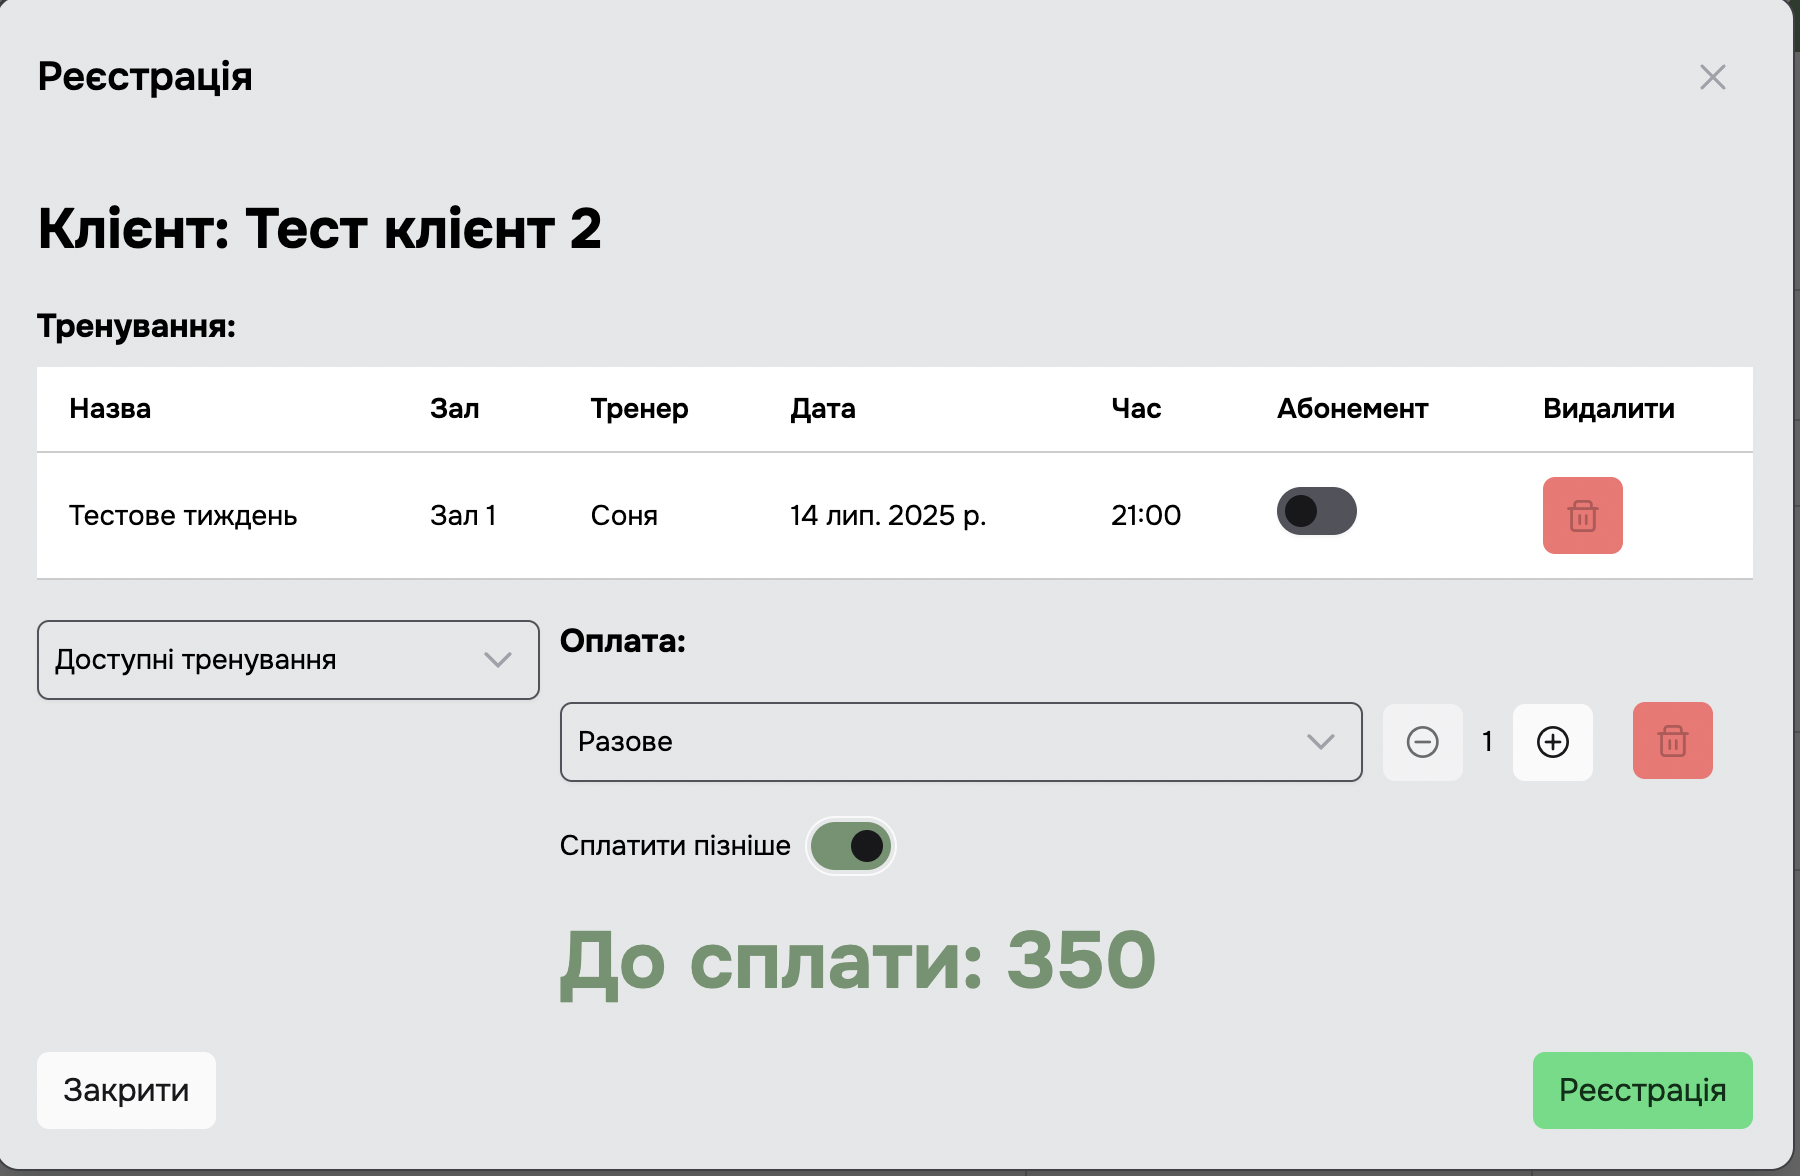 Реєстрація
Клієнт: Тест клієнт 2
Тренування:
Назва Зал Тренер Дата Час Абонемент Видалити
Тестове тиждень Зал 1 Соня 14 лип. 2025 р. 21:00
Доступні тренування
Оплата:
Разове 1
Сплатити пізніше
До сплати: 350
Закрити Реєстрація